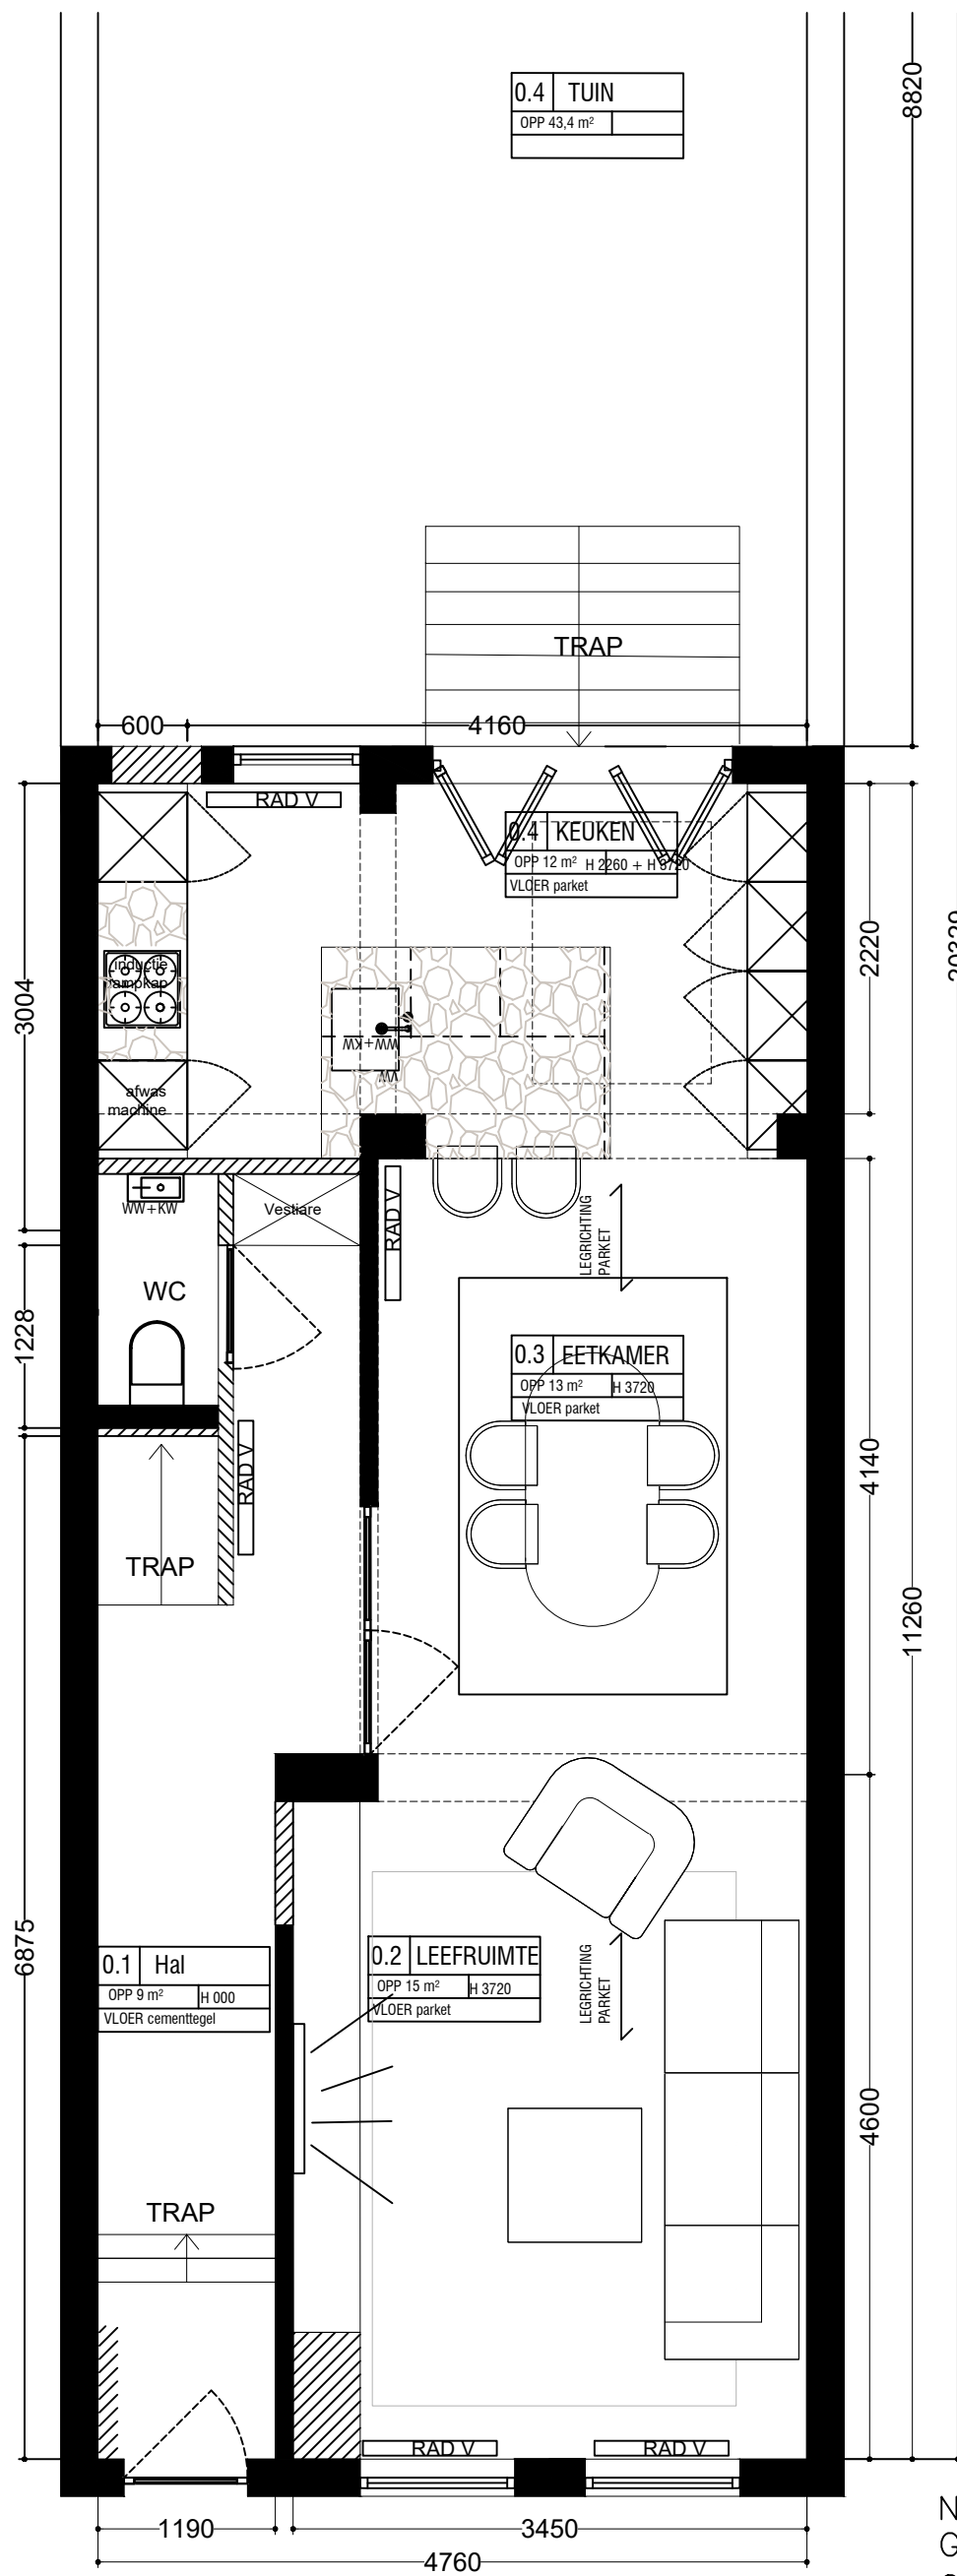 8820
0.4 TUIN
OPP 43,4 m²
TRAP
600
4160
RAD V
0.4 KEUKEN
OPP 12 m² H 2260 + H 3720
VLOER parket
2220
3004
inductie
WW+KW
VW
afwas
machine
WW+KW
Vestiare
RAD V
LEGRICHTING
PARKET
WC
1228
0.3 EETKAMER
OPP 13 m² H 3720
VLOER parket
4140
RAD V
TRAP
11260
6875
0.1 Hal
OPP 9 m² H 000
VLOER cementtegel
0.2 LEEFRUIMTE
OPP 15 m² H 3720
VLOER parket
LEGRICHTING
PARKET
4600
TRAP
RAD V
RAD V
1190
3450
4760
N
G